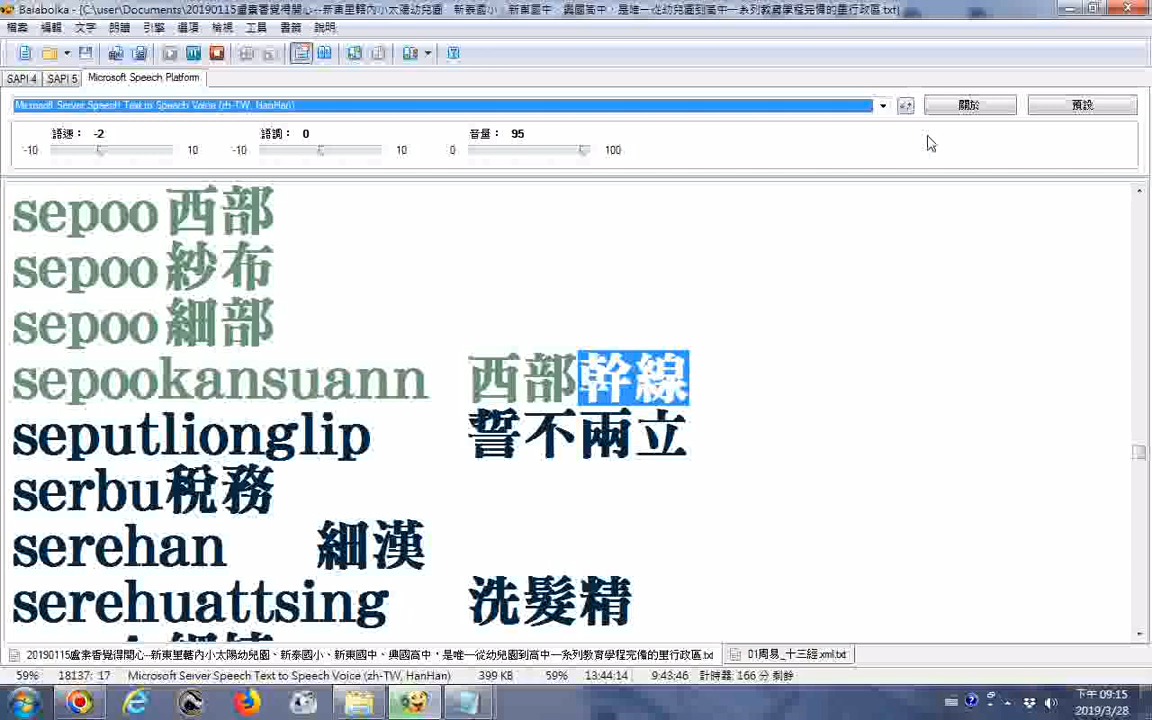 Balabolka - [C:\user\Documents\20190115盧素香覺得開心--新東里轄內小太陽幼兒園、新泰國小、新東國中、興國高中，是唯一從幼兒園到高中一系列教育學程完備的里行政區.txt]
檔案 編輯 文字 朗讀 引擎 選項 檢視 工具 書籤 說明
SAPI 4 SAPI 5 Microsoft Speech Platform
Microsoft Server Speech Text to Speech Voice (zh-TW, HanHan) 關於 預設
語速： -2 語調： 0 音量： 95
-10 10 -10 10 0 100
sepoo 西部
sepoo 紗布
sepoo 細部
sepookansuann 西部幹線
seputlionglip 誓不兩立
serbu 稅務
serehan 細漢
serehuattsing 洗髮精
20190115盧素香覺得開心--新東里轄內小太陽幼兒園、新泰國小、新東國中、興國高中，是唯一從幼兒園到高中一系列教育學程完備的里行政區.txt 01周易_十三經.xml.txt
59% 18137: 17 Microsoft Server Speech Text to Speech Voice (zh-TW, HanHan) 399 KB 59% 13:44:14 9:43:46 計時器: 166 分 剩餘
下午 09:15
2019/3/28